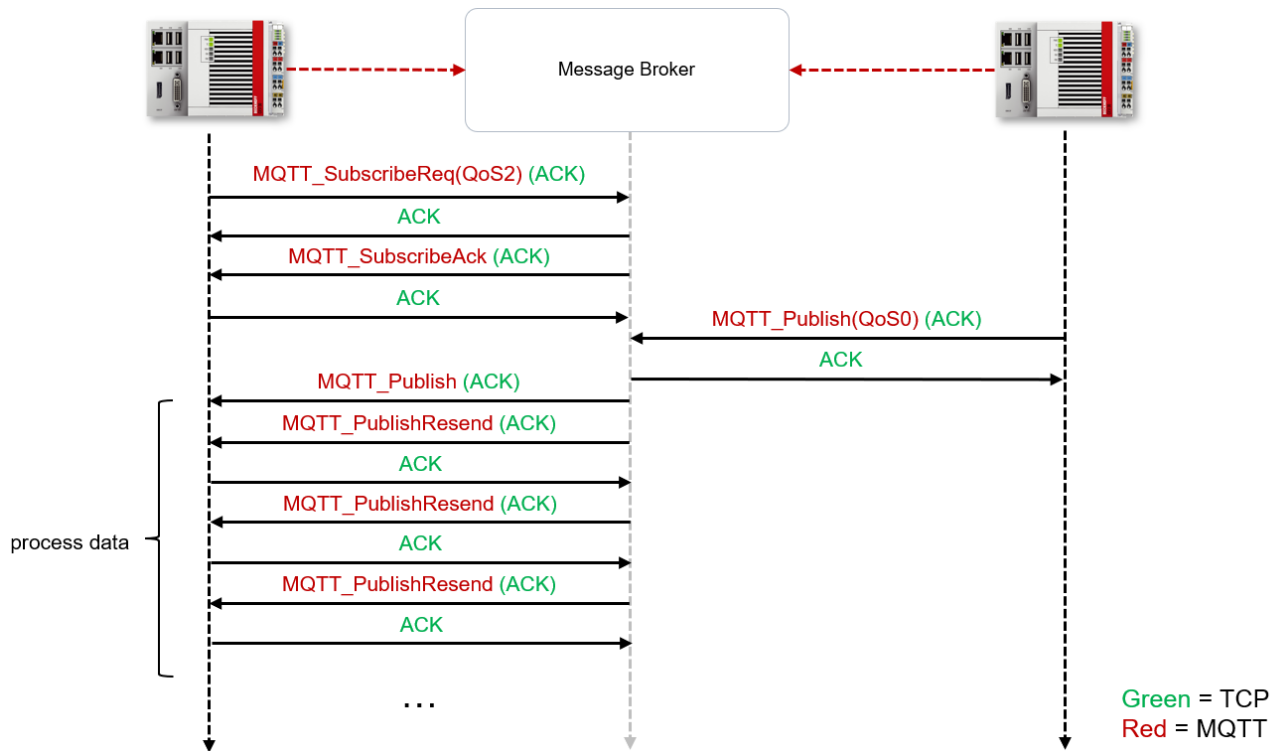 Message Broker
MQTT_SubscribeReq(QoS2) (ACK)
ACK
MQTT_SubscribeAck (ACK)
ACK
MQTT_Publish(QoS0) (ACK)
ACK
MQTT_Publish (ACK)
MQTT_PublishResend (ACK)
ACK
MQTT_PublishResend (ACK)
process data
ACK
MQTT_PublishResend (ACK)
ACK
...
Green = TCP
Red = MQTT